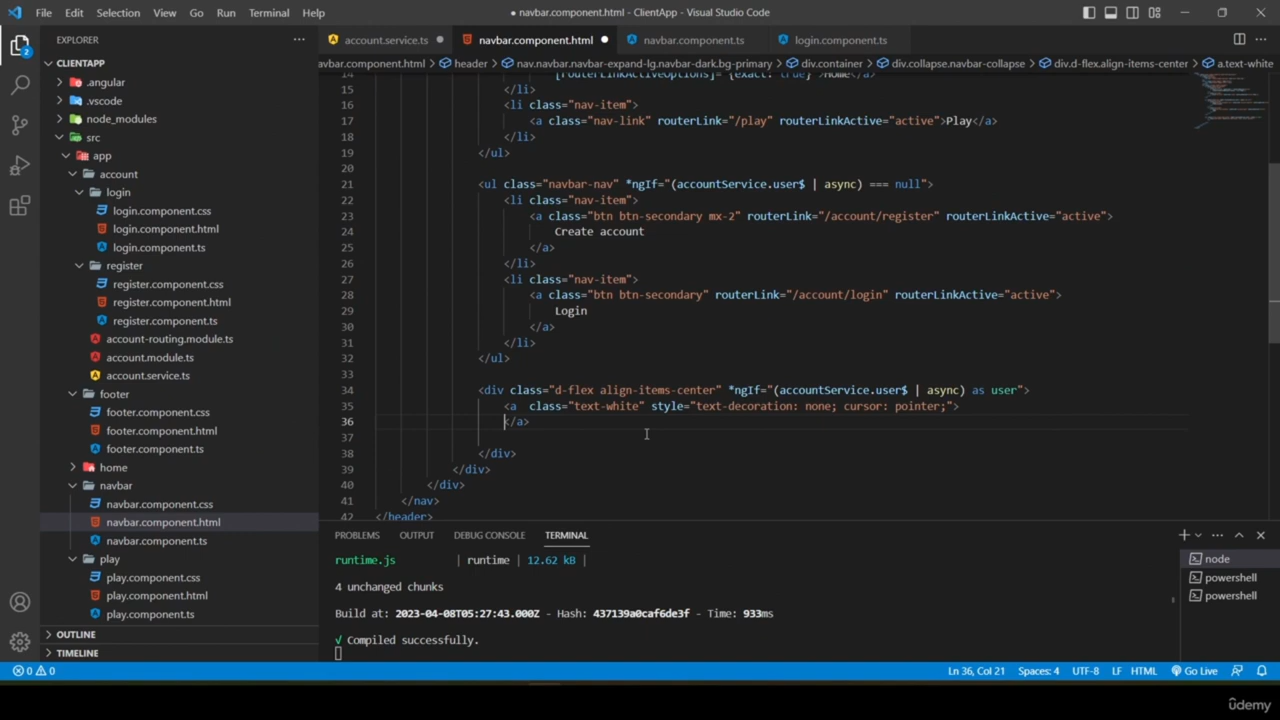 File Edit Selection View Go Run Terminal Help
● navbar.component.html - ClientApp - Visual Studio Code
EXPLORER
account.service.ts ● navbar.component.html ● navbar.component.ts login.component.ts
navbar.component.html > header > nav.navbar.navbar-expand-lg.navbar-dark.bg-primary > div.container > div.collapse.navbar-collapse > div.d-flex.align-items-center > a.text-white
CLIENTAPP
.angular
.vscode
node_modules
src
app
account
login
login.component.css
login.component.html
login.component.ts
register
register.component.css
register.component.html
register.component.ts
account-routing.module.ts
account.module.ts
account.service.ts
footer
footer.component.css
footer.component.html
footer.component.ts
home
navbar
navbar.component.css
navbar.component.html
navbar.component.ts
play
play.component.css
play.component.html
play.component.ts
OUTLINE
TIMELINE
14 [routerLinkActiveOptions]="{exact: true}">Home</a>
15 </li>
16 <li class="nav-item">
17 <a class="nav-link" routerLink="/play" routerLinkActive="active">Play</a>
18 </li>
19 </ul>
20
21 <ul class="navbar-nav" *ngIf="(accountService.user$ | async) === null">
22 <li class="nav-item">
23 <a class="btn btn-secondary mx-2" routerLink="/account/register" routerLinkActive="active">
24 Create account
25 </a>
26 </li>
27 <li class="nav-item">
28 <a class="btn btn-secondary" routerLink="/account/login" routerLinkActive="active">
29 Login
30 </a>
31 </li>
32 </ul>
33
34 <div class="d-flex align-items-center" *ngIf="(accountService.user$ | async) as user">
35 <a  class="text-white" style="text-decoration: none; cursor: pointer;">
36 </a>
37
38 </div>
39 </div>
40 </div>
41 </nav>
42 </header>
PROBLEMS OUTPUT DEBUG CONSOLE TERMINAL
runtime.js | runtime | 12.62 kB |
4 unchanged chunks
Build at: 2023-04-08T05:27:43.000Z - Hash: 437139a0caf6de3f - Time: 933ms
√ Compiled successfully.
node
powershell
powershell
0 0
Ln 36, Col 21 Spaces: 4 UTF-8 LF HTML Go Live
2
ûdemy